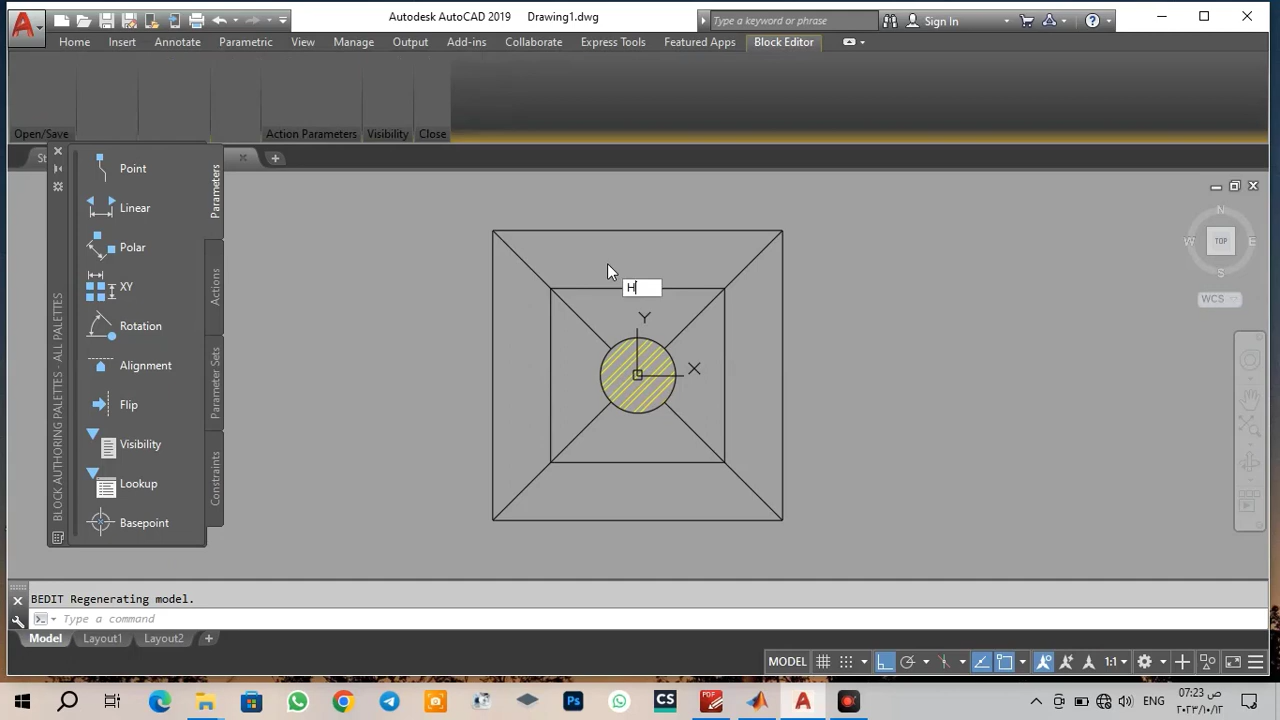 Autodesk AutoCAD 2019 Drawing1.dwg
Type a keyword or phrase
Sign In
Home Insert Annotate Parametric View Manage Output Add-ins Collaborate Express Tools Featured Apps Block Editor
Open/Save Action Parameters Visibility Close
Point
Linear
Polar
XY
Rotation
Alignment
Flip
Visibility
Lookup
Basepoint
Parameters
Actions
Parameter Sets
Constraints
BLOCK AUTHORING PALETTES - ALL PALETTES
H
Y
X
N
W TOP E
S
WCS
BEDIT Regenerating model.
Type a command
Model Layout1 Layout2
MODEL 1:1
ENG
07:23 ص
٢٠٢٣/١٠/١٢